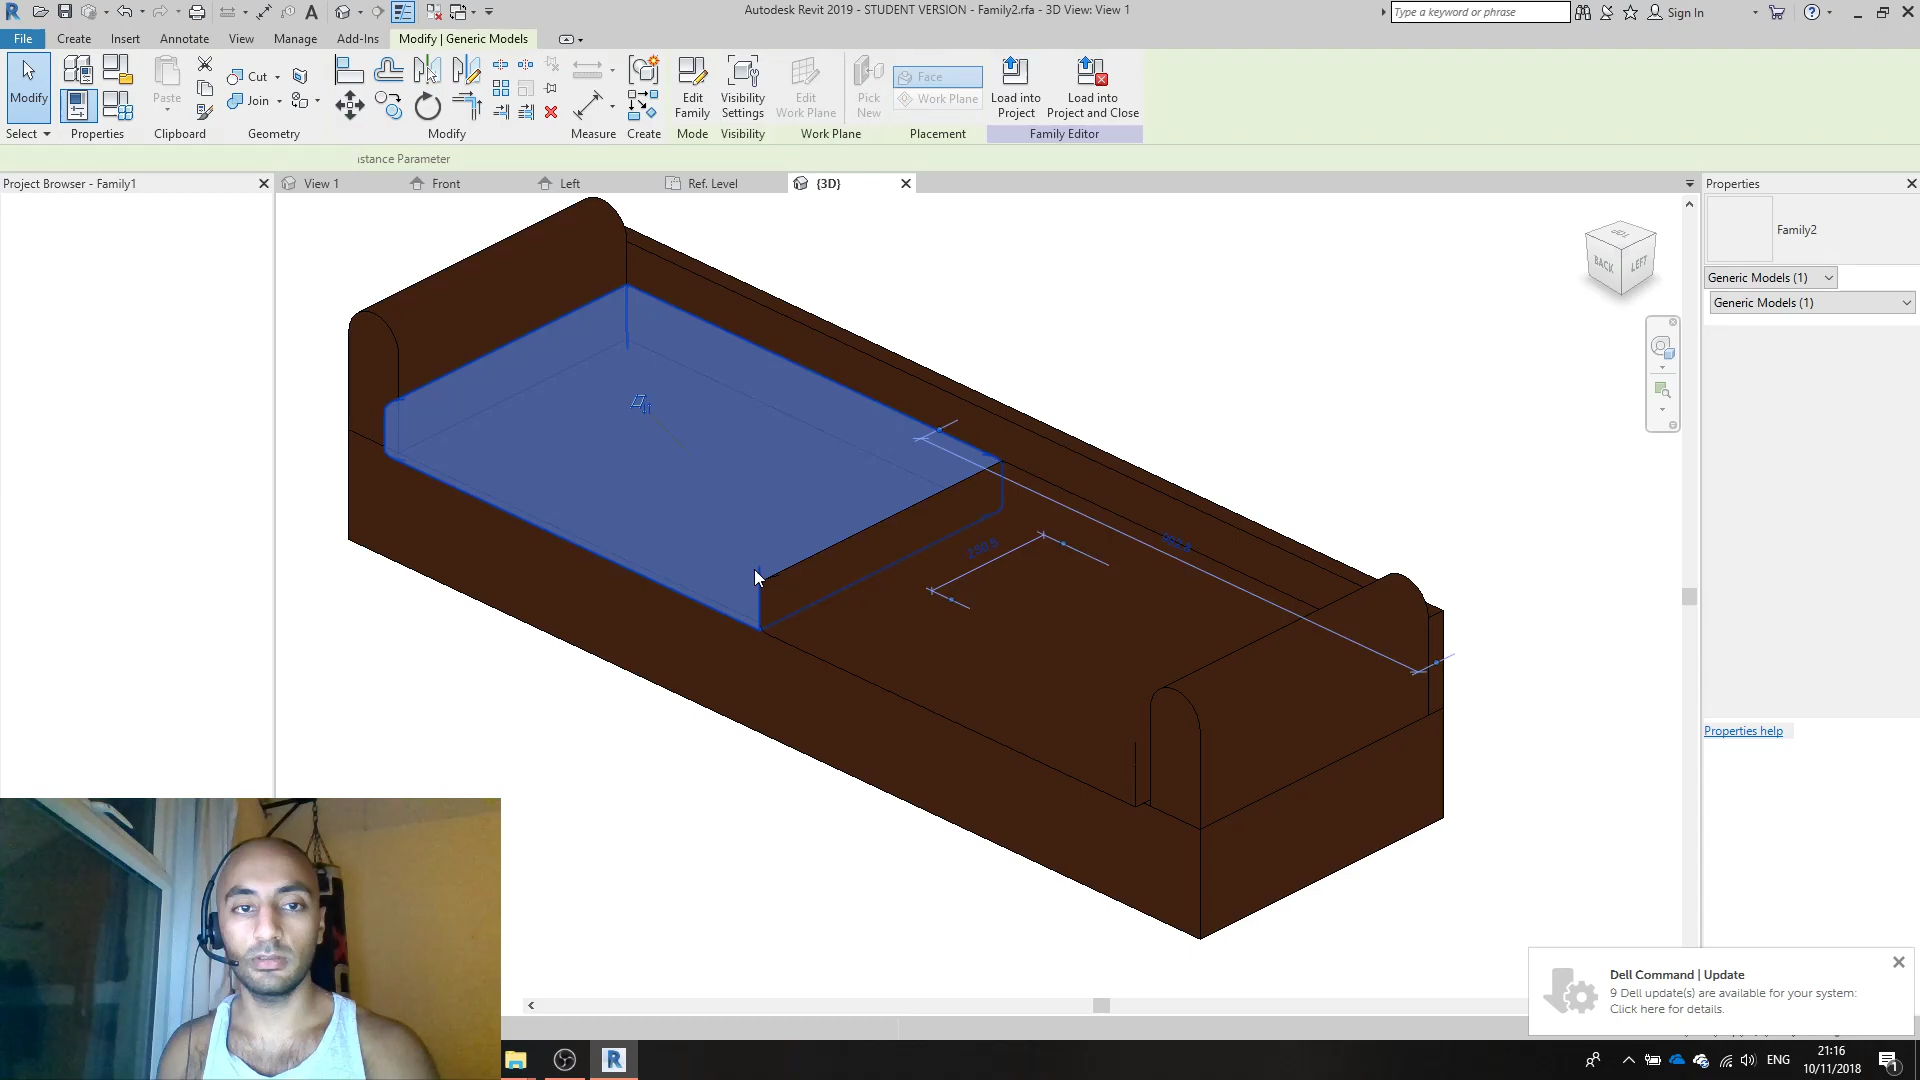 Autodesk Revit 2019 - STUDENT VERSION - Family2.rfa - 3D View: View 1
Type a keyword or phrase
Sign In
File Create Insert Annotate View Manage Add-Ins Modify | Generic Models
Modify
Paste
Cut
Join
Edit Family
Visibility Settings
Edit Work Plane
Pick New
Face
Work Plane
Load into Project
Load into Project and Close
Select Properties Clipboard Geometry Modify Measure Create Mode Visibility Work Plane Placement Family Editor
istance Parameter
Project Browser - Family1
View 1
Front
Left
Ref. Level
{3D}
Properties
Family2
Generic Models (1)
Generic Models (1)
TOP
BACK
LEFT
230.5
Properties help
Dell Command | Update
9 Dell update(s) are available for your system:
Click here for details.
ENG
21:16
10/11/2018
1